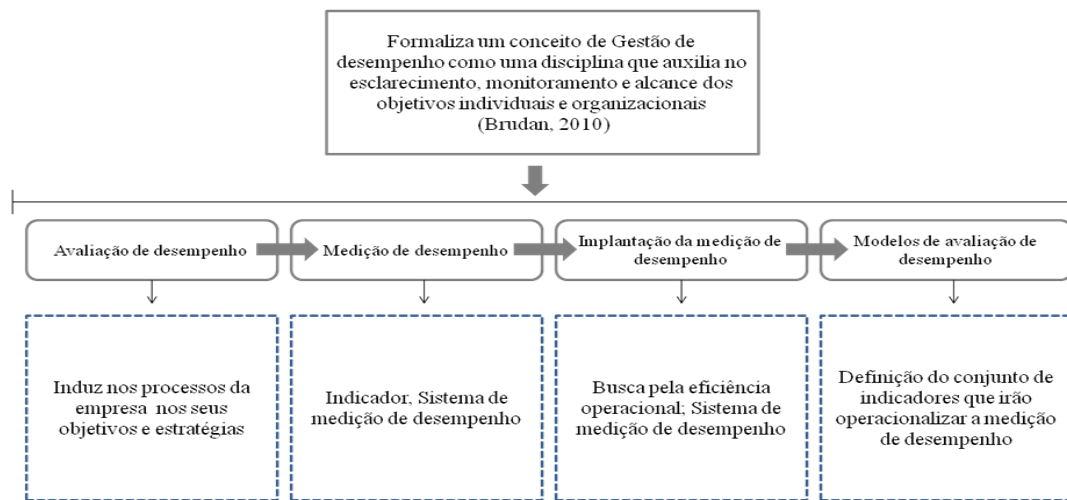 Formaliza um conceito de Gestão de
desempenho como uma disciplina que auxilia no
esclarecimento, monitoramento e alcance dos
objetivos individuais e organizacionais
(Brudan, 2010)
Avaliação de desempenho
Medição de desempenho
Implantação da medição de
desempenho
Modelos de avaliação de
desempenho
Induz nos processos da
empresa nos seus
objetivos e estratégias
Indicador, Sistema de
medição de desempenho
Busca pela eficiência
operacional; Sistema de
medição de desempenho
Definição do conjunto de
indicadores que irão
operacionalizar a medição
de desempenho